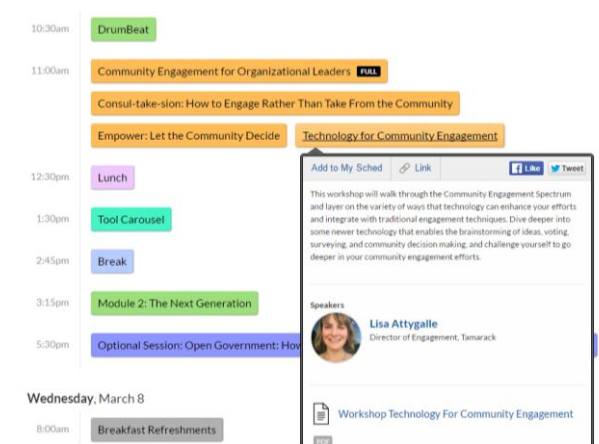 10:30am DrumBeat
11:00am Community Engagement for Organizational Leaders FULL
Consul-take-sion: How to Engage Rather Than Take From the Community
Empower: Let the Community Decide Technology for Community Engagement
Add to My Sched Link Like Tweet
This workshop will walk through the Community Engagement Spectrum
and layer on the variety of ways that technology can enhance your efforts
and integrate with traditional engagement techniques. Dive deeper into
some newer technology that enables the brainstorming of ideas, voting,
surveying, and community decision making, and challenge yourself to go
deeper in your community engagement efforts.
Speakers
Lisa Attygalle
Director of Engagement, Tamarack
Workshop Technology For Community Engagement
PDF
12:30pm Lunch
1:30pm Tool Carousel
2:45pm Break
3:15pm Module 2: The Next Generation
5:30pm Optional Session: Open Government: How
Wednesday, March 8
8:00am Breakfast Refreshments